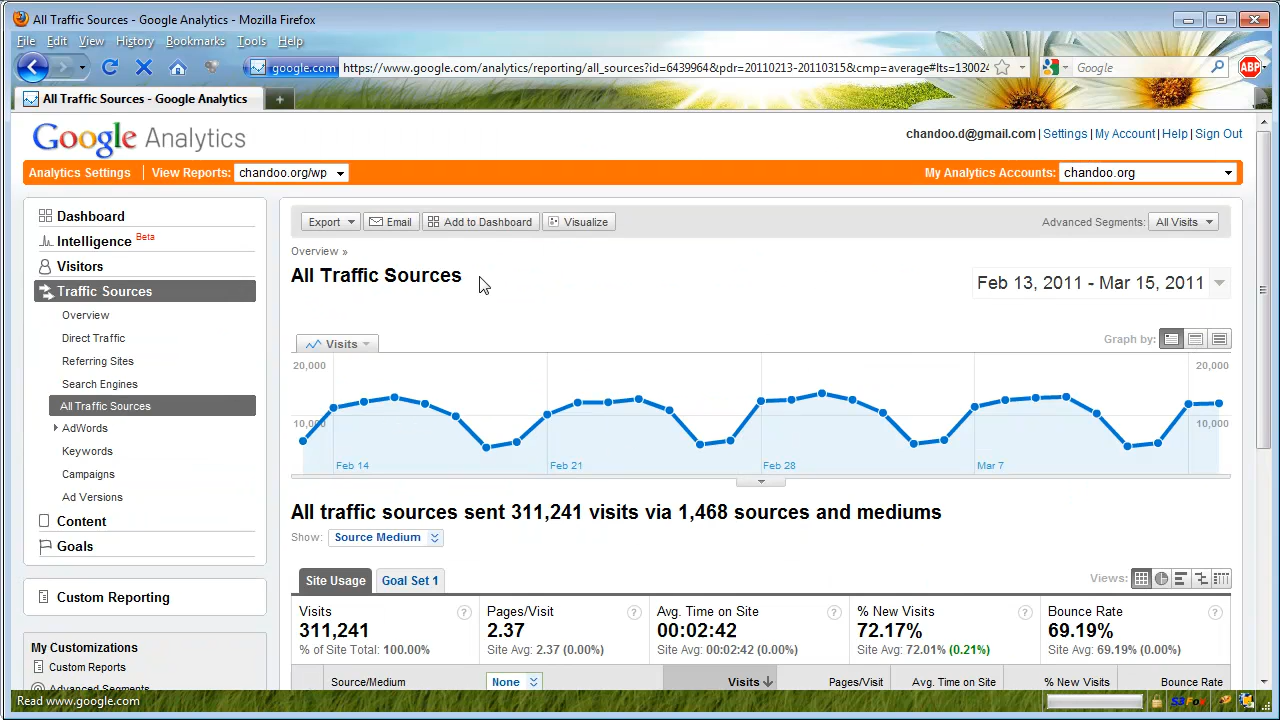 All Traffic Sources - Google Analytics - Mozilla Firefox
File Edit View History Bookmarks Tools Help
google.com https://www.google.com/analytics/reporting/all_sources?id=6439964&pdr=20110213-20110315&cmp=average#lts=130024 Google ABP
All Traffic Sources - Google Analytics +
Google Analytics
chandoo.d@gmail.com | Settings | My Account | Help | Sign Out
Analytics Settings | View Reports: chandoo.org/wp My Analytics Accounts: chandoo.org
Dashboard
Intelligence Beta
Visitors
Traffic Sources
Overview
Direct Traffic
Referring Sites
Search Engines
All Traffic Sources
AdWords
Keywords
Campaigns
Ad Versions
Content
Goals
Custom Reporting
My Customizations
Custom Reports
Advanced Segments
Export Email Add to Dashboard Visualize Advanced Segments: All Visits
Overview »
All Traffic Sources
Feb 13, 2011 - Mar 15, 2011
Visits Graph by:
20,000 20,000
10,000 10,000
Feb 14 Feb 21 Feb 28 Mar 7
All traffic sources sent 311,241 visits via 1,468 sources and mediums
Show: Source Medium
Site Usage Goal Set 1 Views:
Visits ? Pages/Visit ? Avg. Time on Site ? % New Visits ? Bounce Rate ?
311,241 2.37 00:02:42 72.17% 69.19%
% of Site Total: 100.00% Site Avg: 2.37 (0.00%) Site Avg: 00:02:42 (0.00%) Site Avg: 72.01% (0.21%) Site Avg: 69.19% (0.00%)
Source/Medium None Visits Pages/Visit Avg. Time on Site % New Visits Bounce Rate
Read www.google.com S3Fox